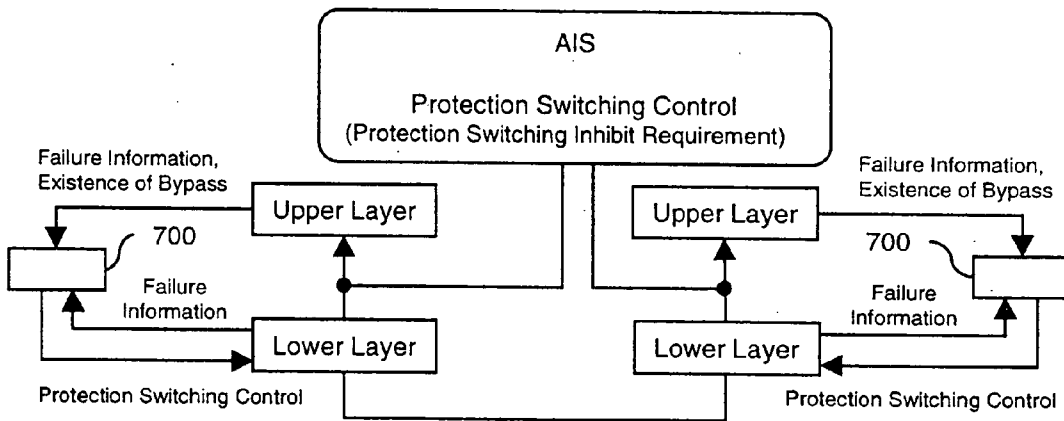 AIS
Protection Switching Control
(Protection Switching Inhibit Requirement)
Failure Information,
Existence of Bypass
Upper Layer
700
Failure
Information
Lower Layer
Protection Switching Control
Failure Information,
Existence of Bypass
Upper Layer
700
Failure
Information
Lower Layer
Protection Switching Control